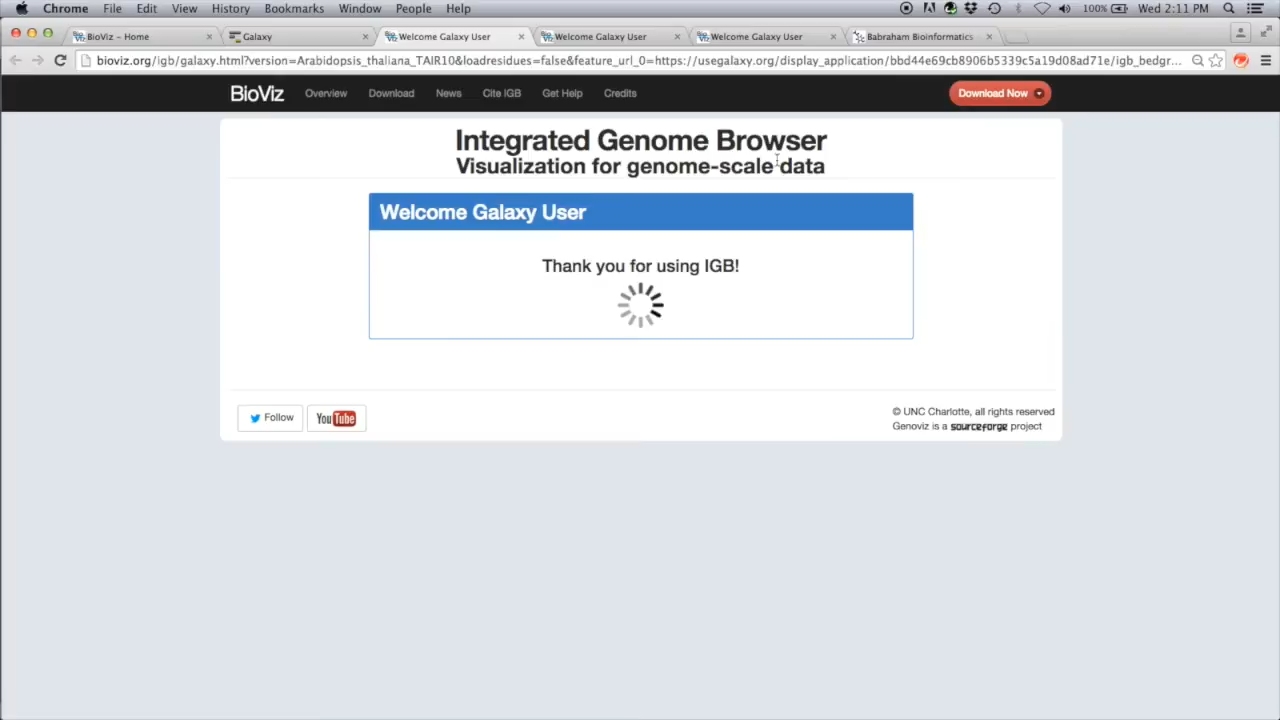 Chrome File Edit View History Bookmarks Window People Help 100% Wed 2:11 PM
BioViz - Home Galaxy Welcome Galaxy User Welcome Galaxy User Welcome Galaxy User Babraham Bioinformatics
bioviz.org/igb/galaxy.html?version=Arabidopsis_thaliana_TAIR10&loadresidues=false&feature_url_0=https://usegalaxy.org/display_application/bbd44e69cb8906b5339c5a19d08ad71e/igb_bedgr...
BioViz Overview Download News Cite IGB Get Help Credits Download Now
Integrated Genome Browser
Visualization for genome-scale data
Welcome Galaxy User
Thank you for using IGB!
Follow YouTube
© UNC Charlotte, all rights reserved
Genoviz is a sourceforge project